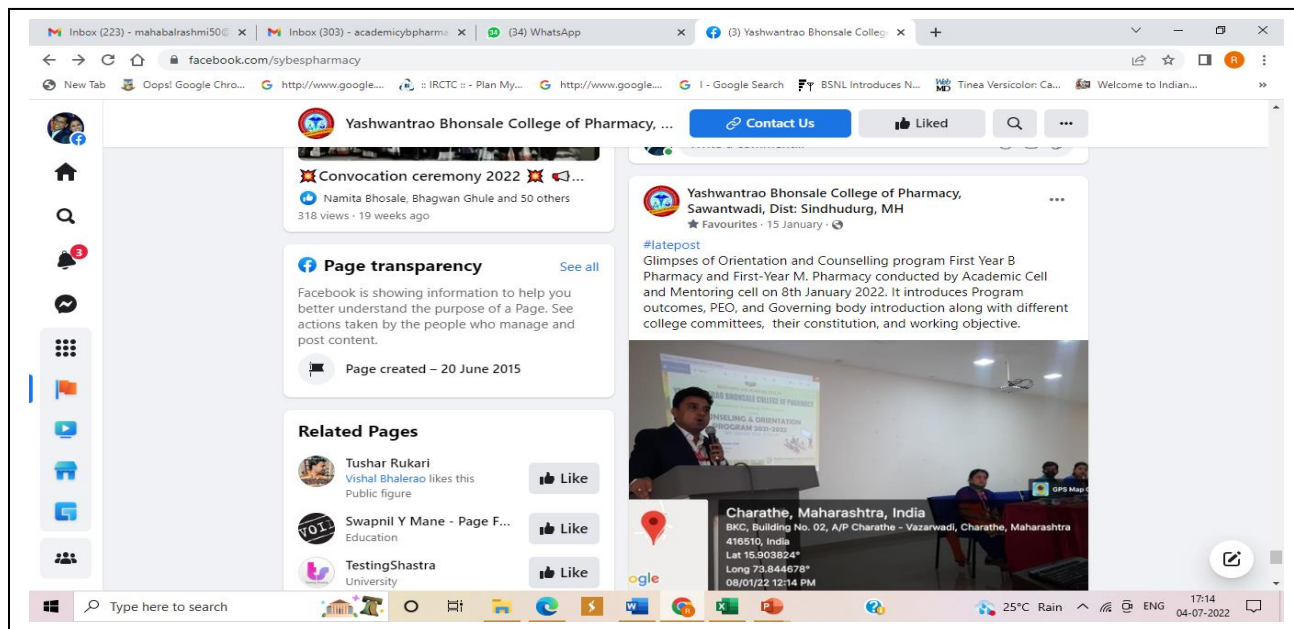 Inbox (223) - mahabalrashmi50@
Inbox (303) - academicybpharma
(34) WhatsApp
(3) Yashwantrao Bhonsale Colleg
facebook.com/sybespharmacy
R
New Tab
Oops! Google Chro...
http://www.google....
:: IRCTC :: - Plan My...
http://www.google....
I - Google Search
BSNL Introduces N...
Tinea Versicolor: Ca...
Welcome to Indian...
Yashwantrao Bhonsale College of Pharmacy, ...
Contact Us
Liked
Convocation ceremony 2022
Namita Bhosale, Bhagwan Ghule and 50 others
318 views · 19 weeks ago
Page transparency
See all
Facebook is showing information to help you
better understand the purpose of a Page. See
actions taken by the people who manage and
post content.
Page created – 20 June 2015
Related Pages
Tushar Rukari
Vishal Bhalerao likes this
Public figure
Like
Swapnil Y Mane - Page F...
Education
Like
TestingShastra
University
Like
Yashwantrao Bhonsale College of Pharmacy,
Sawantwadi, Dist: Sindhudurg, MH
Favourites · 15 January ·
#latepost
Glimpses of Orientation and Counselling program First Year B
Pharmacy and First-Year M. Pharmacy conducted by Academic Cell
and Mentoring cell on 8th January 2022. It introduces Program
outcomes, PEO, and Governing body introduction along with different
college committees, their constitution, and working objective.
BHONSALE COLLEGE OF PHARMACY
COUNSELING & ORIENTATION
PROGRAM 2021-2022
GPS Map
Charathe, Maharashtra, India
BKC, Building No. 02, A/P Charathe - Vazarwadi, Charathe, Maharashtra
416510, India
Lat 15.903824°
Long 73.844678°
08/01/22 12:14 PM
ogle
3
Type here to search
25°C Rain
ENG
17:14
04-07-2022